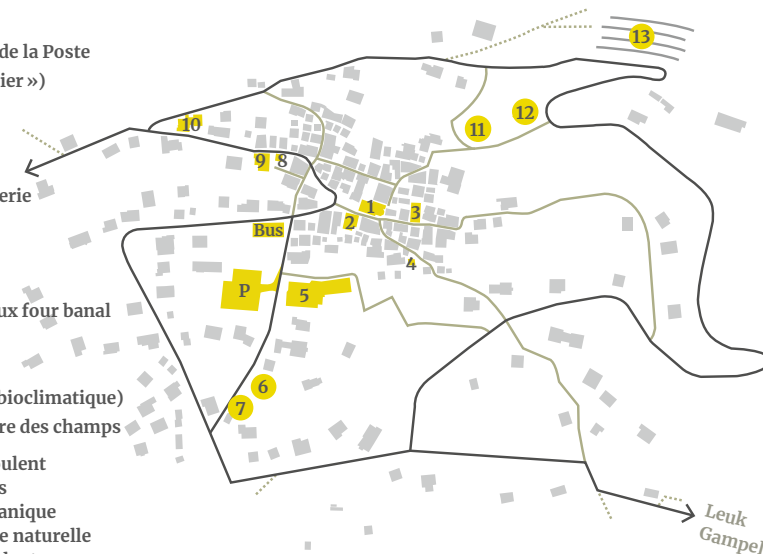 de la Poste
ier »)
erie
ux four banal
bioclimatique)
re des champs
oulent
s
anique
e naturelle
13
12
11
10
9 8
1
3
2
Bus
4
P
5
6
7
Leuk
Gampel